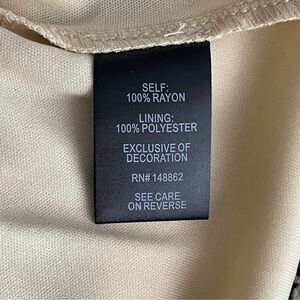 SELF:
100% RAYON
LINING:
100% POLYESTER
EXCLUSIVE OF
DECORATION
RN# 148862
SEE CARE
ON REVERSE